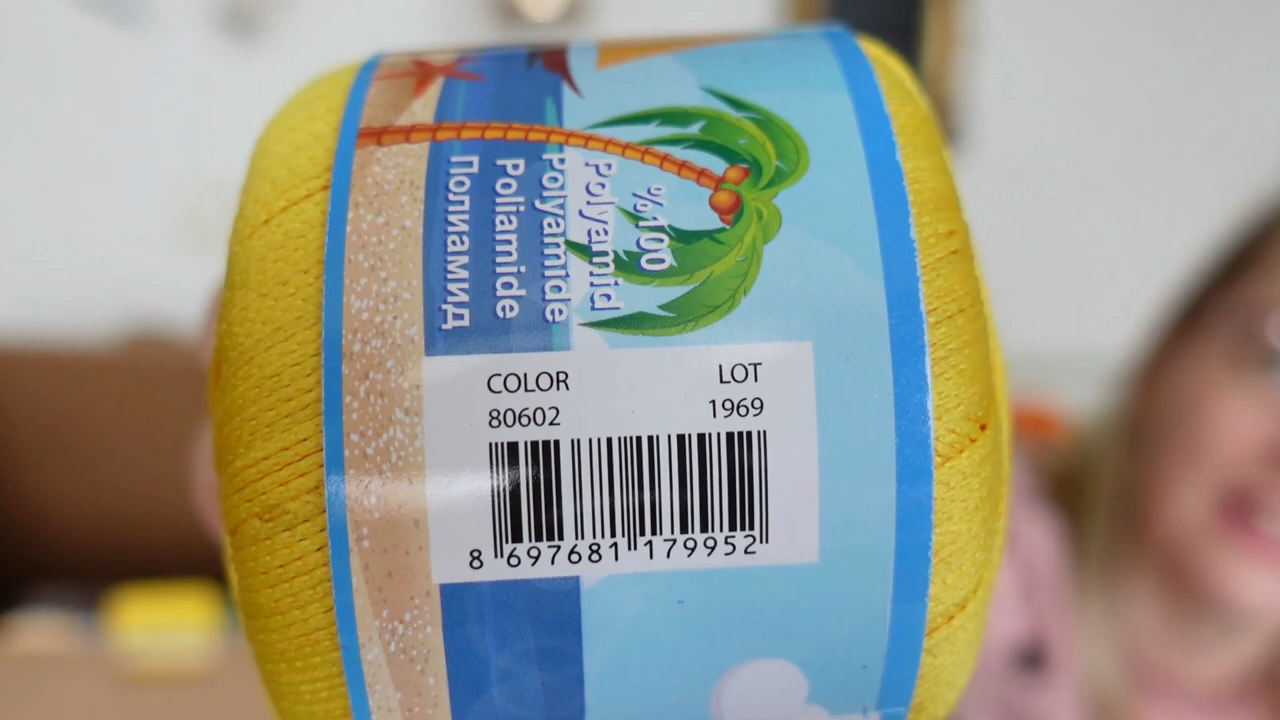 %100
Polyamid
Polyamide
Poliamide
Полиамид
COLOR LOT
80602 1969
8 697681 179952